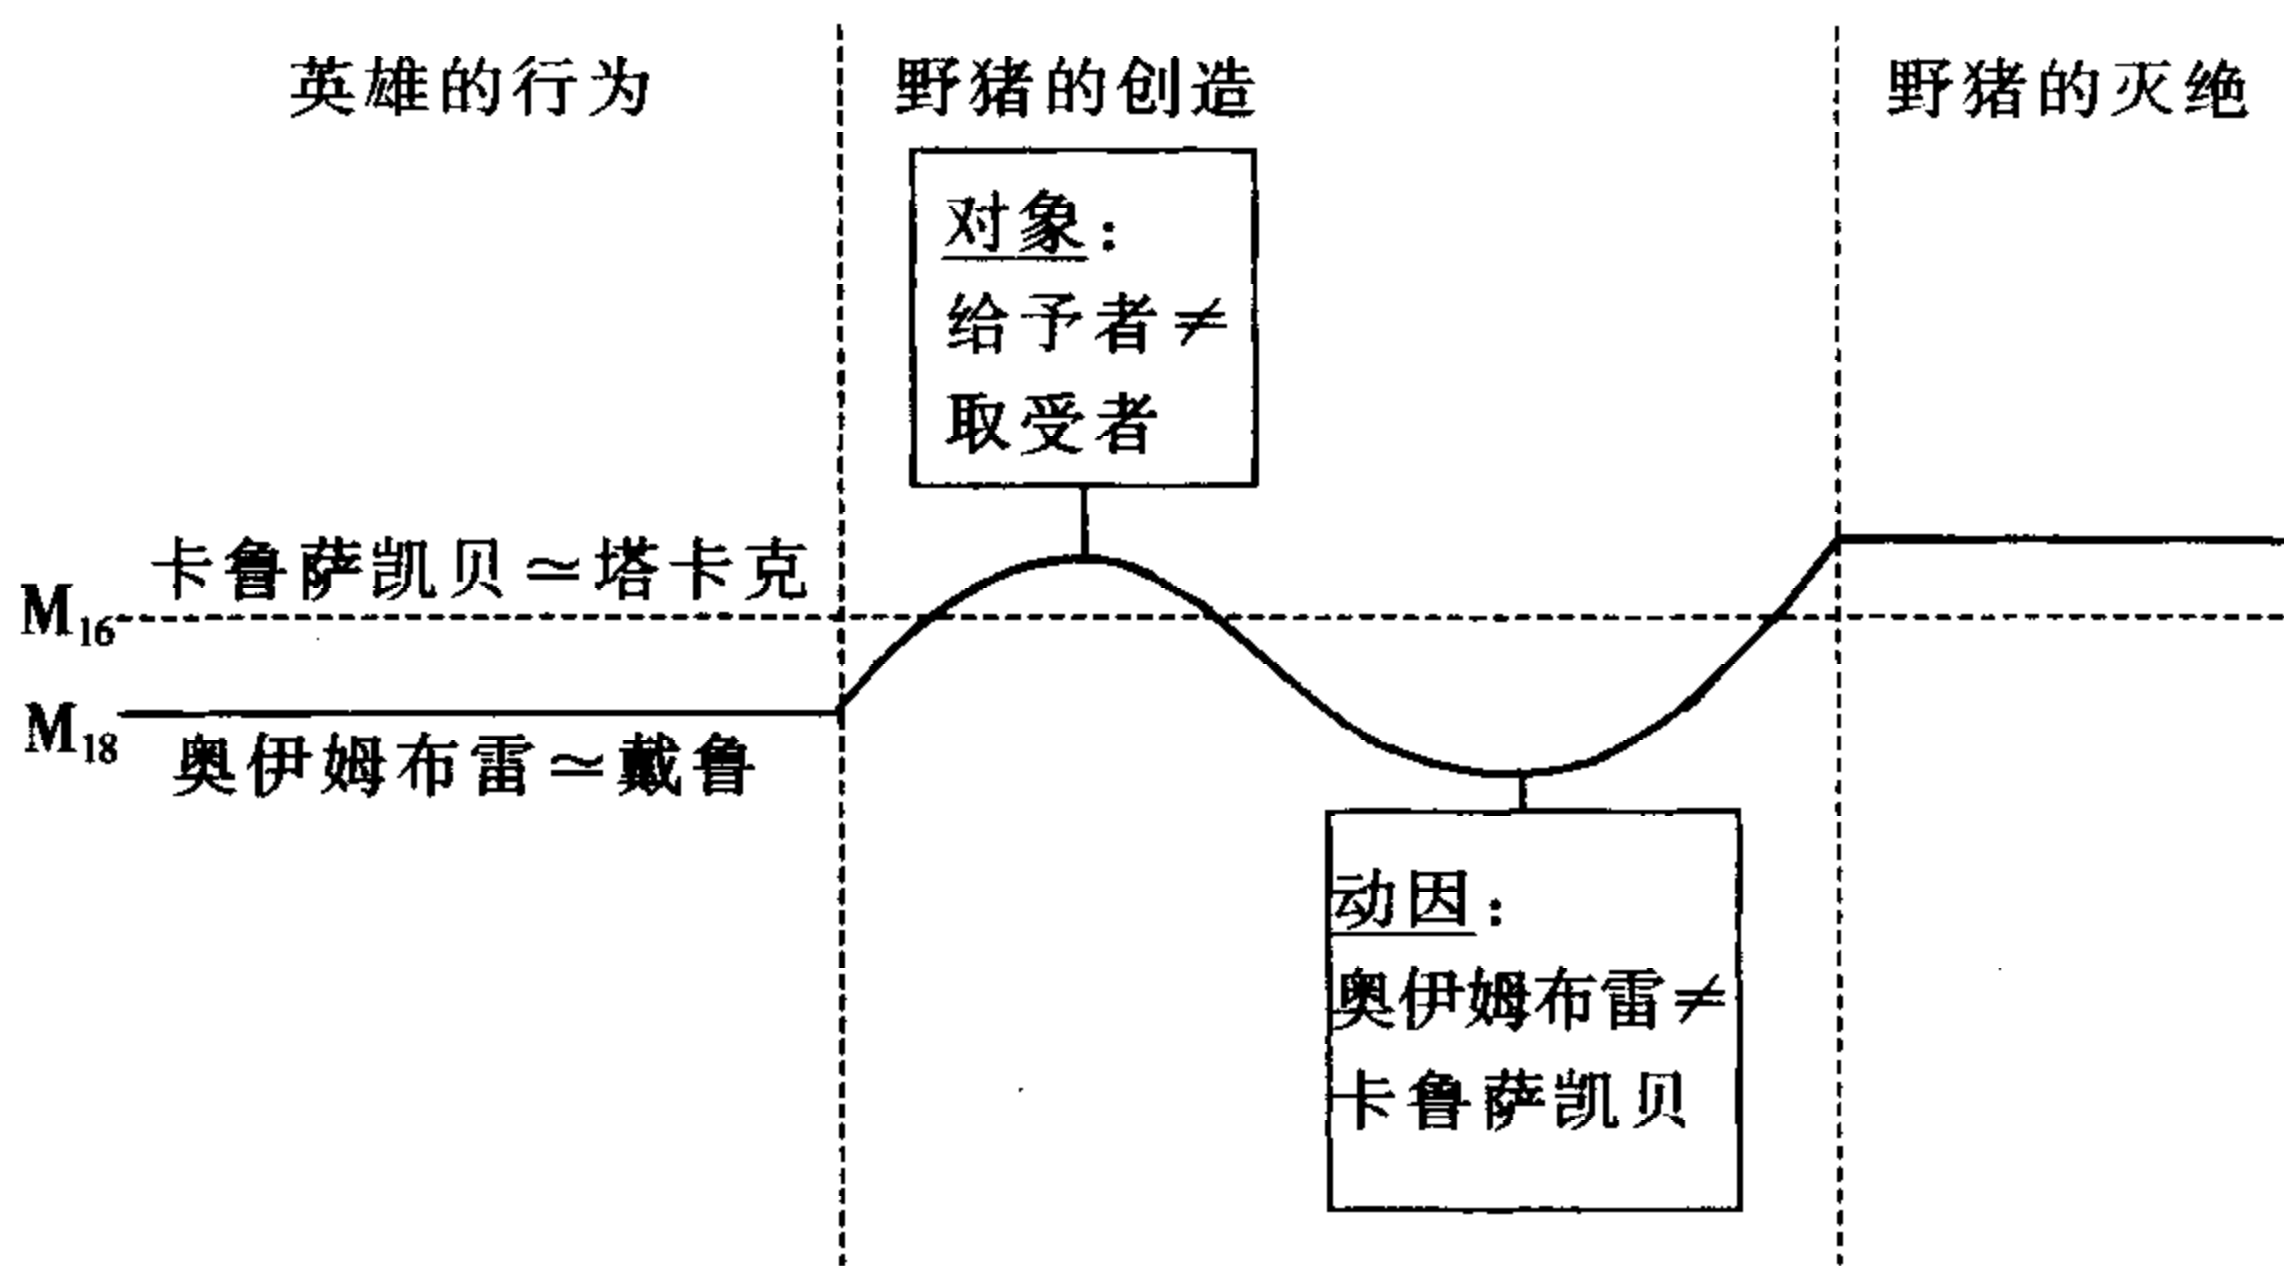 英雄的行为
野猪的创造
野猪的灭绝
对象：
给予者≠
取受者
卡鲁萨凯贝≃塔卡克
M₁₆
M₁₈
奥伊姆布雷≃戴鲁
动因：
奥伊姆布雷≠
卡鲁萨凯贝